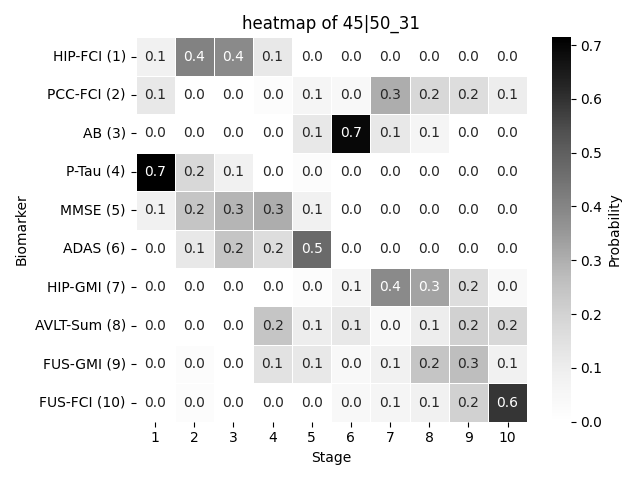 heatmap of 45|50_31
HIP-FCI (1) 0.1 0.4 0.4 0.1 0.0 0.0 0.0 0.0 0.0 0.0
PCC-FCI (2) 0.1 0.0 0.0 0.0 0.1 0.0 0.3 0.2 0.2 0.1
AB (3) 0.0 0.0 0.0 0.0 0.1 0.7 0.1 0.1 0.0 0.0
P-Tau (4) 0.7 0.2 0.1 0.0 0.0 0.0 0.0 0.0 0.0 0.0
MMSE (5) 0.1 0.2 0.3 0.3 0.1 0.0 0.0 0.0 0.0 0.0
ADAS (6) 0.0 0.1 0.2 0.2 0.5 0.0 0.0 0.0 0.0 0.0
HIP-GMI (7) 0.0 0.0 0.0 0.0 0.0 0.1 0.4 0.3 0.2 0.0
AVLT-Sum (8) 0.0 0.0 0.0 0.2 0.1 0.1 0.0 0.1 0.2 0.2
FUS-GMI (9) 0.0 0.0 0.0 0.1 0.1 0.0 0.1 0.2 0.3 0.1
FUS-FCI (10) 0.0 0.0 0.0 0.0 0.0 0.0 0.1 0.1 0.2 0.6
1 2 3 4 5 6 7 8 9 10
Stage
Biomarker
0.7
0.6
0.5
0.4
0.3
0.2
0.1
0.0
Probability